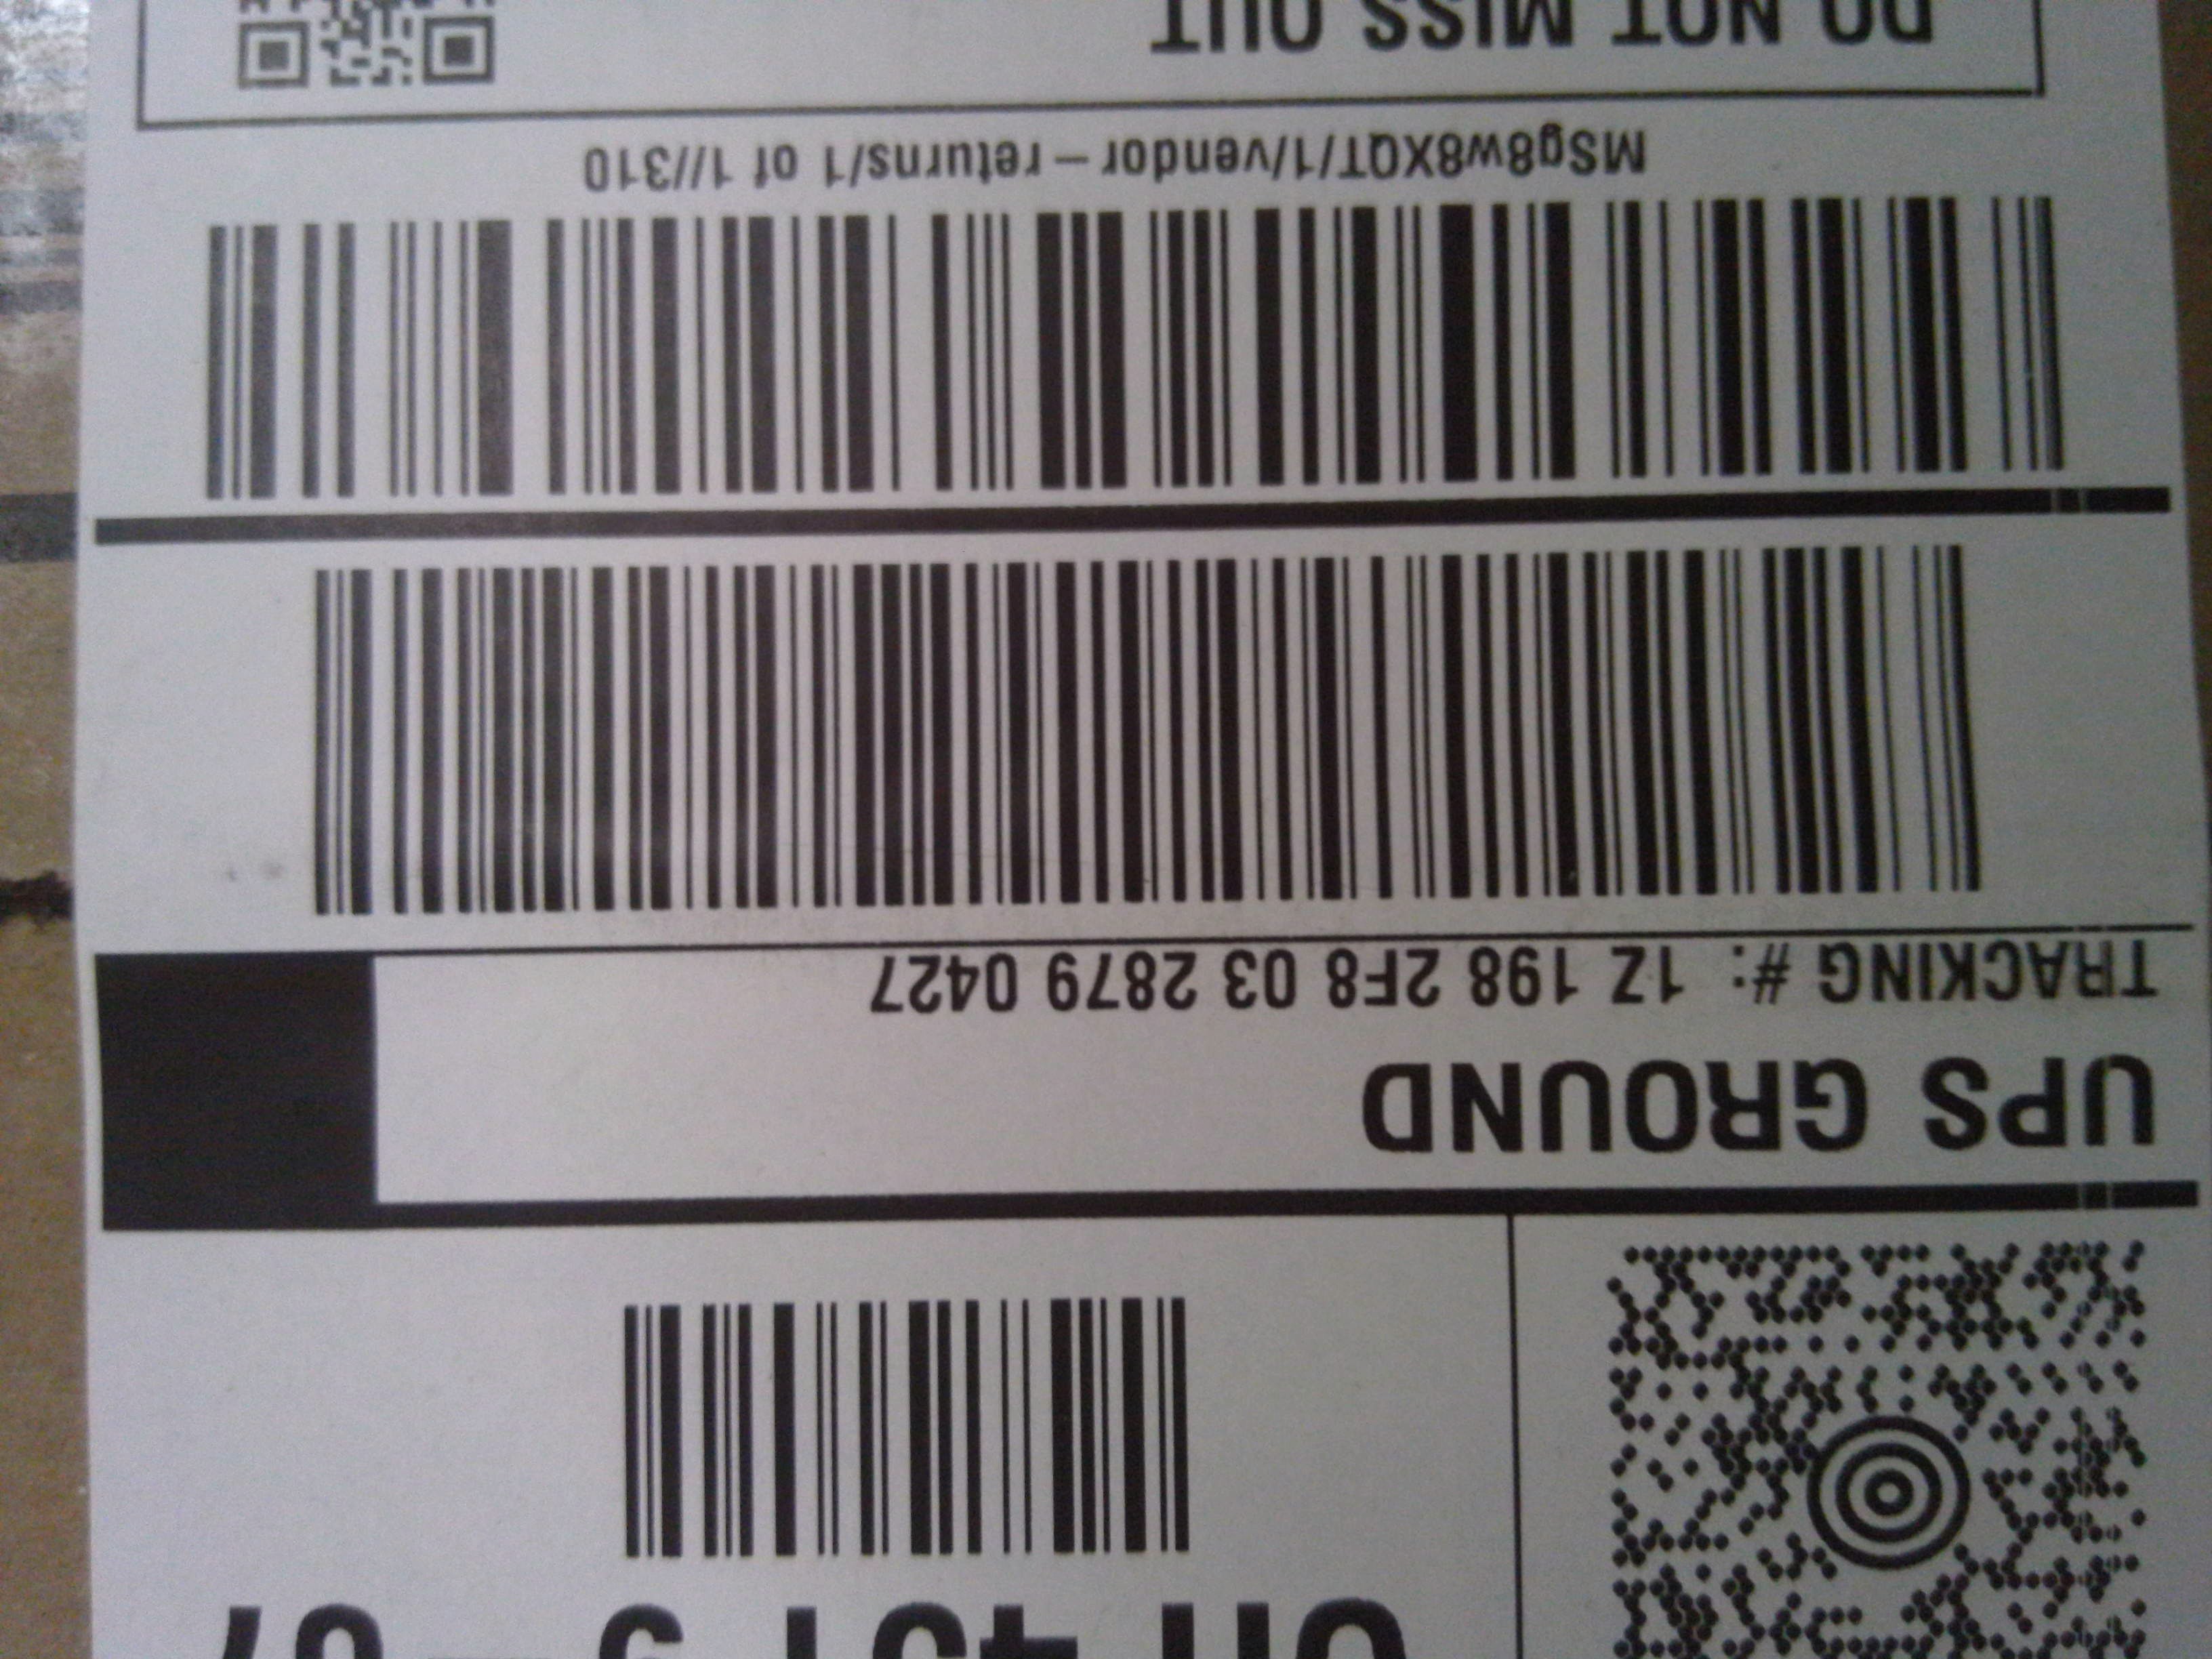 UPS GROUND
TRACKING #: 1Z 198 2F8 03 2879 0427
MSg8w8XQT/1/vendor-returns/1 of 1//310
DO NOT MISS OUT